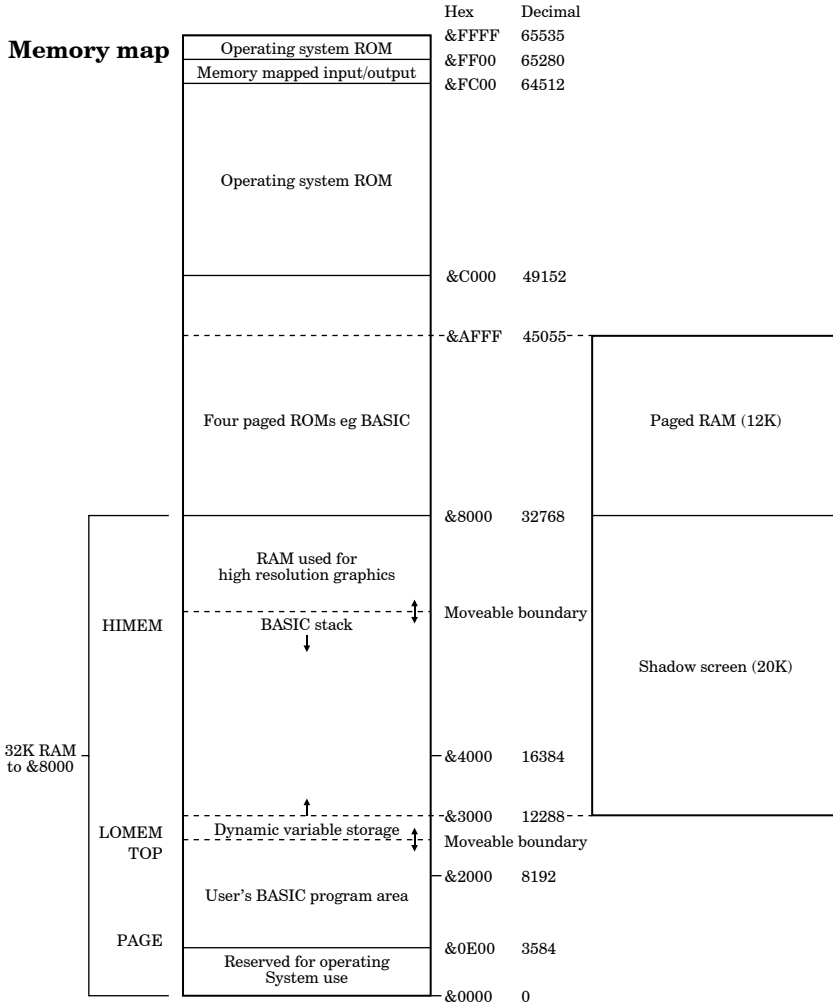 Hex Decimal
Memory map
&FFFF 65535
Operating system ROM
&FF00 65280
Memory mapped input/output
&FC00 64512
Operating system ROM
&C000 49152
&AFFF 45055
Four paged ROMs eg BASIC
Paged RAM (12K)
&8000 32768
RAM used for
high resolution graphics
Moveable boundary
HIMEM
BASIC stack
Shadow screen (20K)
32K RAM
to &8000
&4000 16384
&3000 12288
Dynamic variable storage
LOMEM
Moveable boundary
TOP
&2000 8192
User's BASIC program area
PAGE
&0E00 3584
Reserved for operating
System use
&0000 0